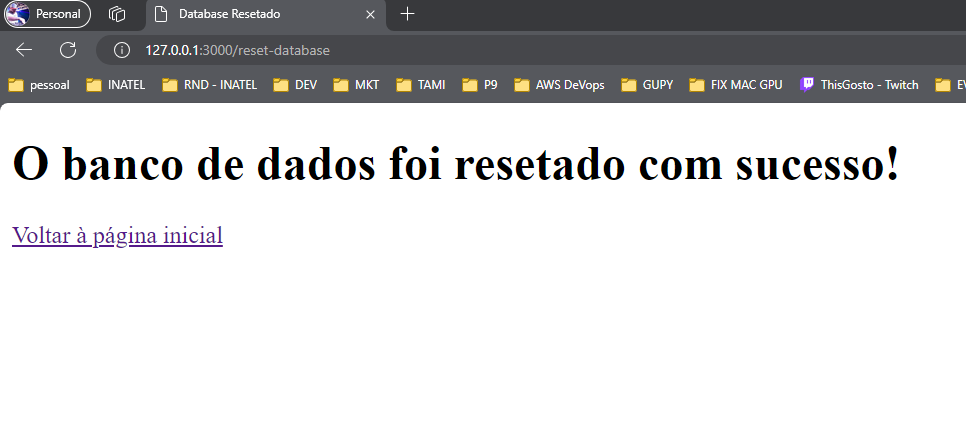 Personal Database Resetado
127.0.0.1:3000/reset-database
pessoal INATEL RND - INATEL DEV MKT TAMI P9 AWS DevOps GUPY FIX MAC GPU ThisGosto - Twitch
O banco de dados foi resetado com sucesso!
Voltar à página inicial